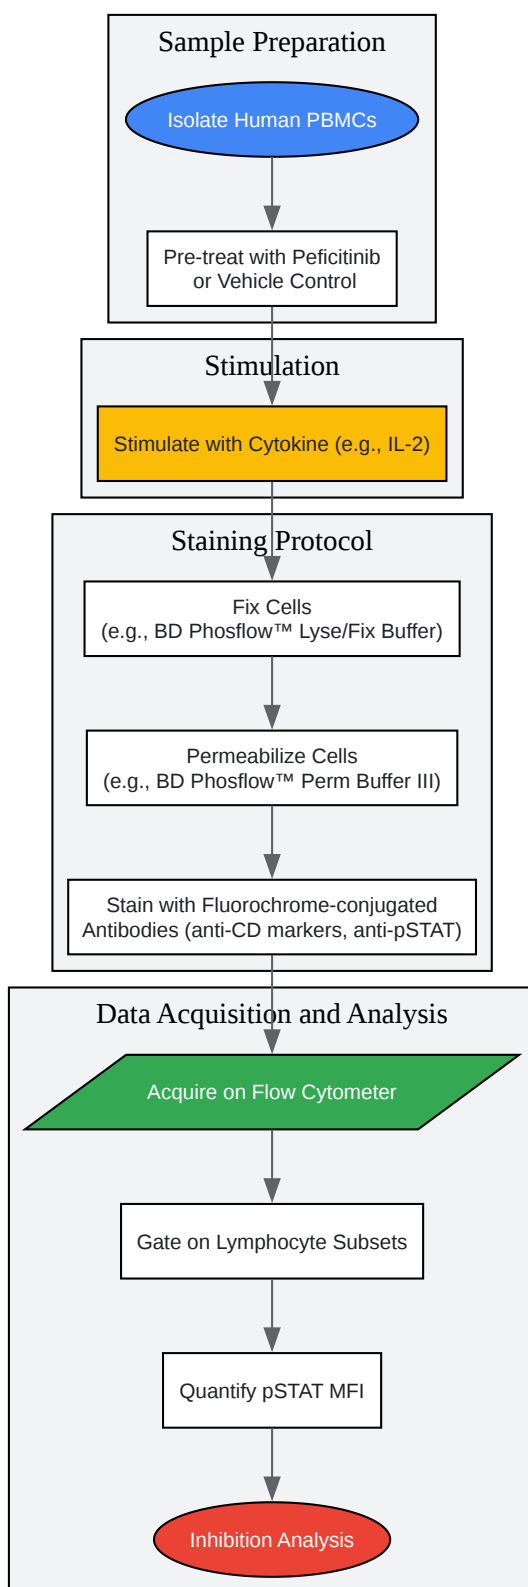 Sample Preparation
Isolate Human PBMCs
Pre-treat with Peficitinib
or Vehicle Control
Stimulation
Stimulate with Cytokine (e.g., IL-2)
Staining Protocol
Fix Cells
(e.g., BD Phosflow™ Lyse/Fix Buffer)
Permeabilize Cells
(e.g., BD Phosflow™ Perm Buffer III)
Stain with Fluorochrome-conjugated
Antibodies (anti-CD markers, anti-pSTAT)
Data Acquisition and Analysis
Acquire on Flow Cytometer
Gate on Lymphocyte Subsets
Quantify pSTAT MFI
Inhibition Analysis